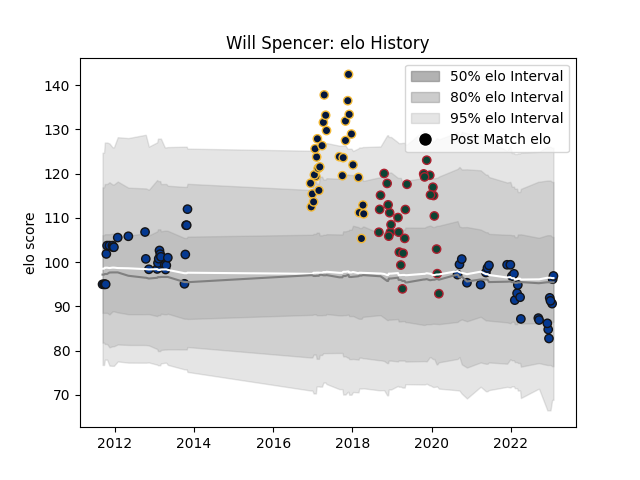 Will Spencer: elo History
50% elo Interval
80% elo Interval
95% elo Interval
Post Match elo
elo score
140
130
120
110
100
90
80
70
2012
2014
2016
2018
2020
2022